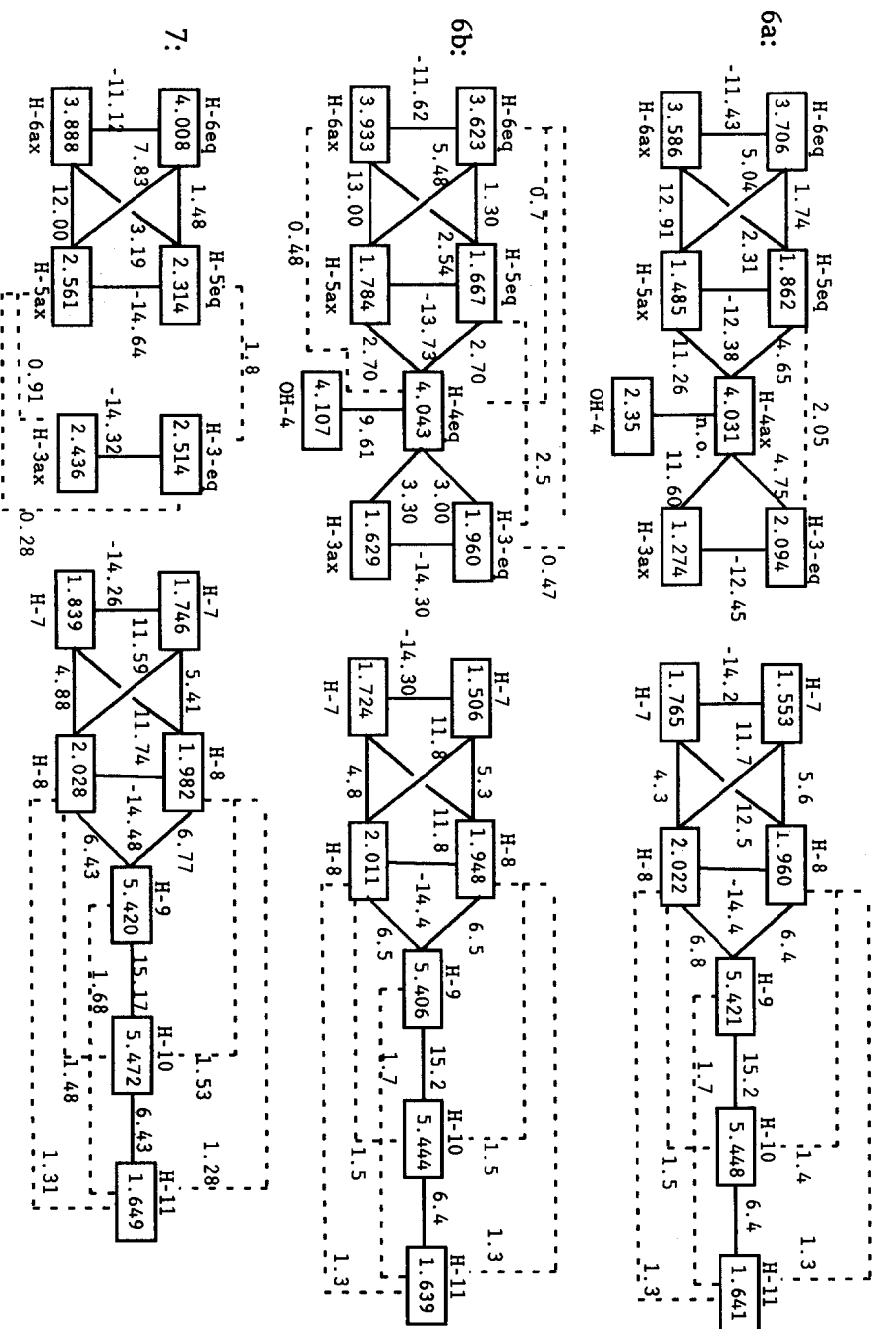 6a:
H-6eq
3.706
-11.43
3.586
H-6ax
1.74
5.04
2.31
12.91
H-5eq
1.862
-12.38
1.485
H-5ax
2.05
4.65
11.26
H-4ax
4.031
n.o.
2.35
OH-4
4.75
11.60
H-3-eq
2.094
-12.45
1.274
H-3ax
H-7
1.553
-14.2
1.765
H-7
5.6
11.7
12.5
4.3
H-8
1.960
-14.4
2.022
H-8
6.4
6.8
H-9
5.421
15.2
1.7
H-10
5.448
1.4
1.5
6.4
H-11
1.641
1.3
1.3
6b:
H-6eq
3.623
-11.62
3.933
H-6ax
0.7
0.48
1.30
5.48
2.54
13.00
H-5eq
1.667
-13.73
1.784
H-5ax
2.70
2.70
H-4eq
4.043
9.61
4.107
OH-4
2.5
3.00
3.30
H-3-eq
1.960
-14.30
1.629
H-3ax
0.47
H-7
1.506
-14.30
1.724
H-7
5.3
11.8
11.8
4.8
H-8
1.948
-14.4
2.011
H-8
6.5
6.5
H-9
5.406
15.2
1.7
H-10
5.444
1.5
1.5
6.4
H-11
1.639
1.3
1.3
7:
H-6eq
4.008
-11.12
3.888
H-6ax
1.48
7.83
3.19
12.00
H-5eq
2.314
-14.64
2.561
H-5ax
1.8
0.91
0.28
H-3-eq
2.514
-14.32
2.436
H-3ax
H-7
1.746
-14.26
1.839
H-7
5.41
11.59
11.74
4.88
H-8
1.982
-14.48
2.028
H-8
6.77
6.43
H-9
5.420
15.17
1.68
H-10
5.472
1.53
1.48
6.43
H-11
1.649
1.28
1.31